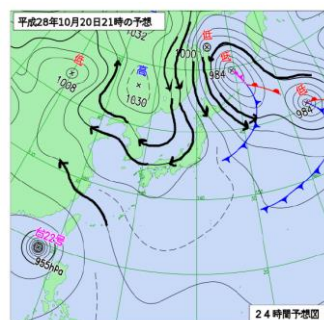 平成28年10月20日21時の予想
1032
低
1008
高
1030
低
1000
低
984
低
984
台22号
955hPa
24時間予想図